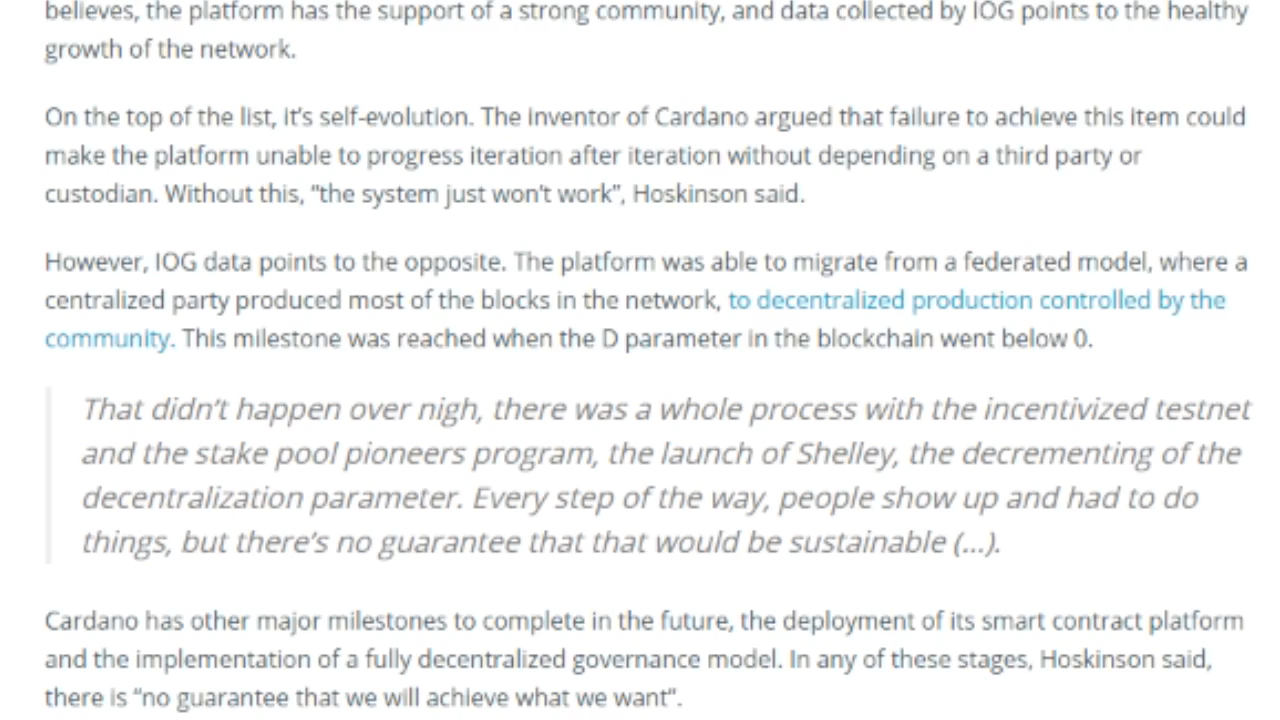 believes, the platform has the support of a strong community, and data collected by IOG points to the healthy
growth of the network.
On the top of the list, it's self-evolution. The inventor of Cardano argued that failure to achieve this item could
make the platform unable to progress iteration after iteration without depending on a third party or
custodian. Without this, "the system just won't work", Hoskinson said.
However, IOG data points to the opposite. The platform was able to migrate from a federated model, where a
centralized party produced most of the blocks in the network, to decentralized production controlled by the
community. This milestone was reached when the D parameter in the blockchain went below 0.
That didn't happen over nigh, there was a whole process with the incentivized testnet
and the stake pool pioneers program, the launch of Shelley, the decrementing of the
decentralization parameter. Every step of the way, people show up and had to do
things, but there's no guarantee that that would be sustainable (...).
Cardano has other major milestones to complete in the future, the deployment of its smart contract platform
and the implementation of a fully decentralized governance model. In any of these stages, Hoskinson said,
there is "no guarantee that we will achieve what we want".